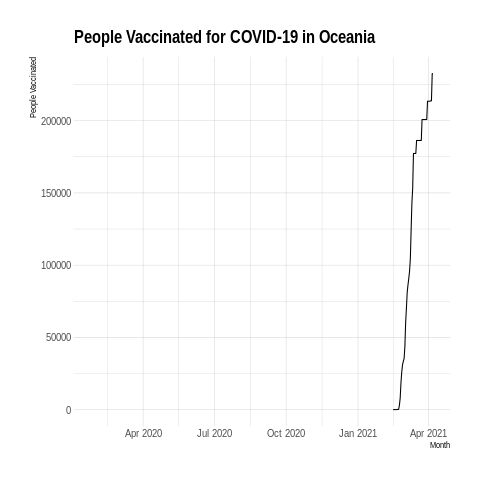 People Vaccinated for COVID-19 in Oceania
People Vaccinated
200000
150000
100000
50000
0
Apr 2020 Jul 2020 Oct 2020 Jan 2021 Apr 2021
Month